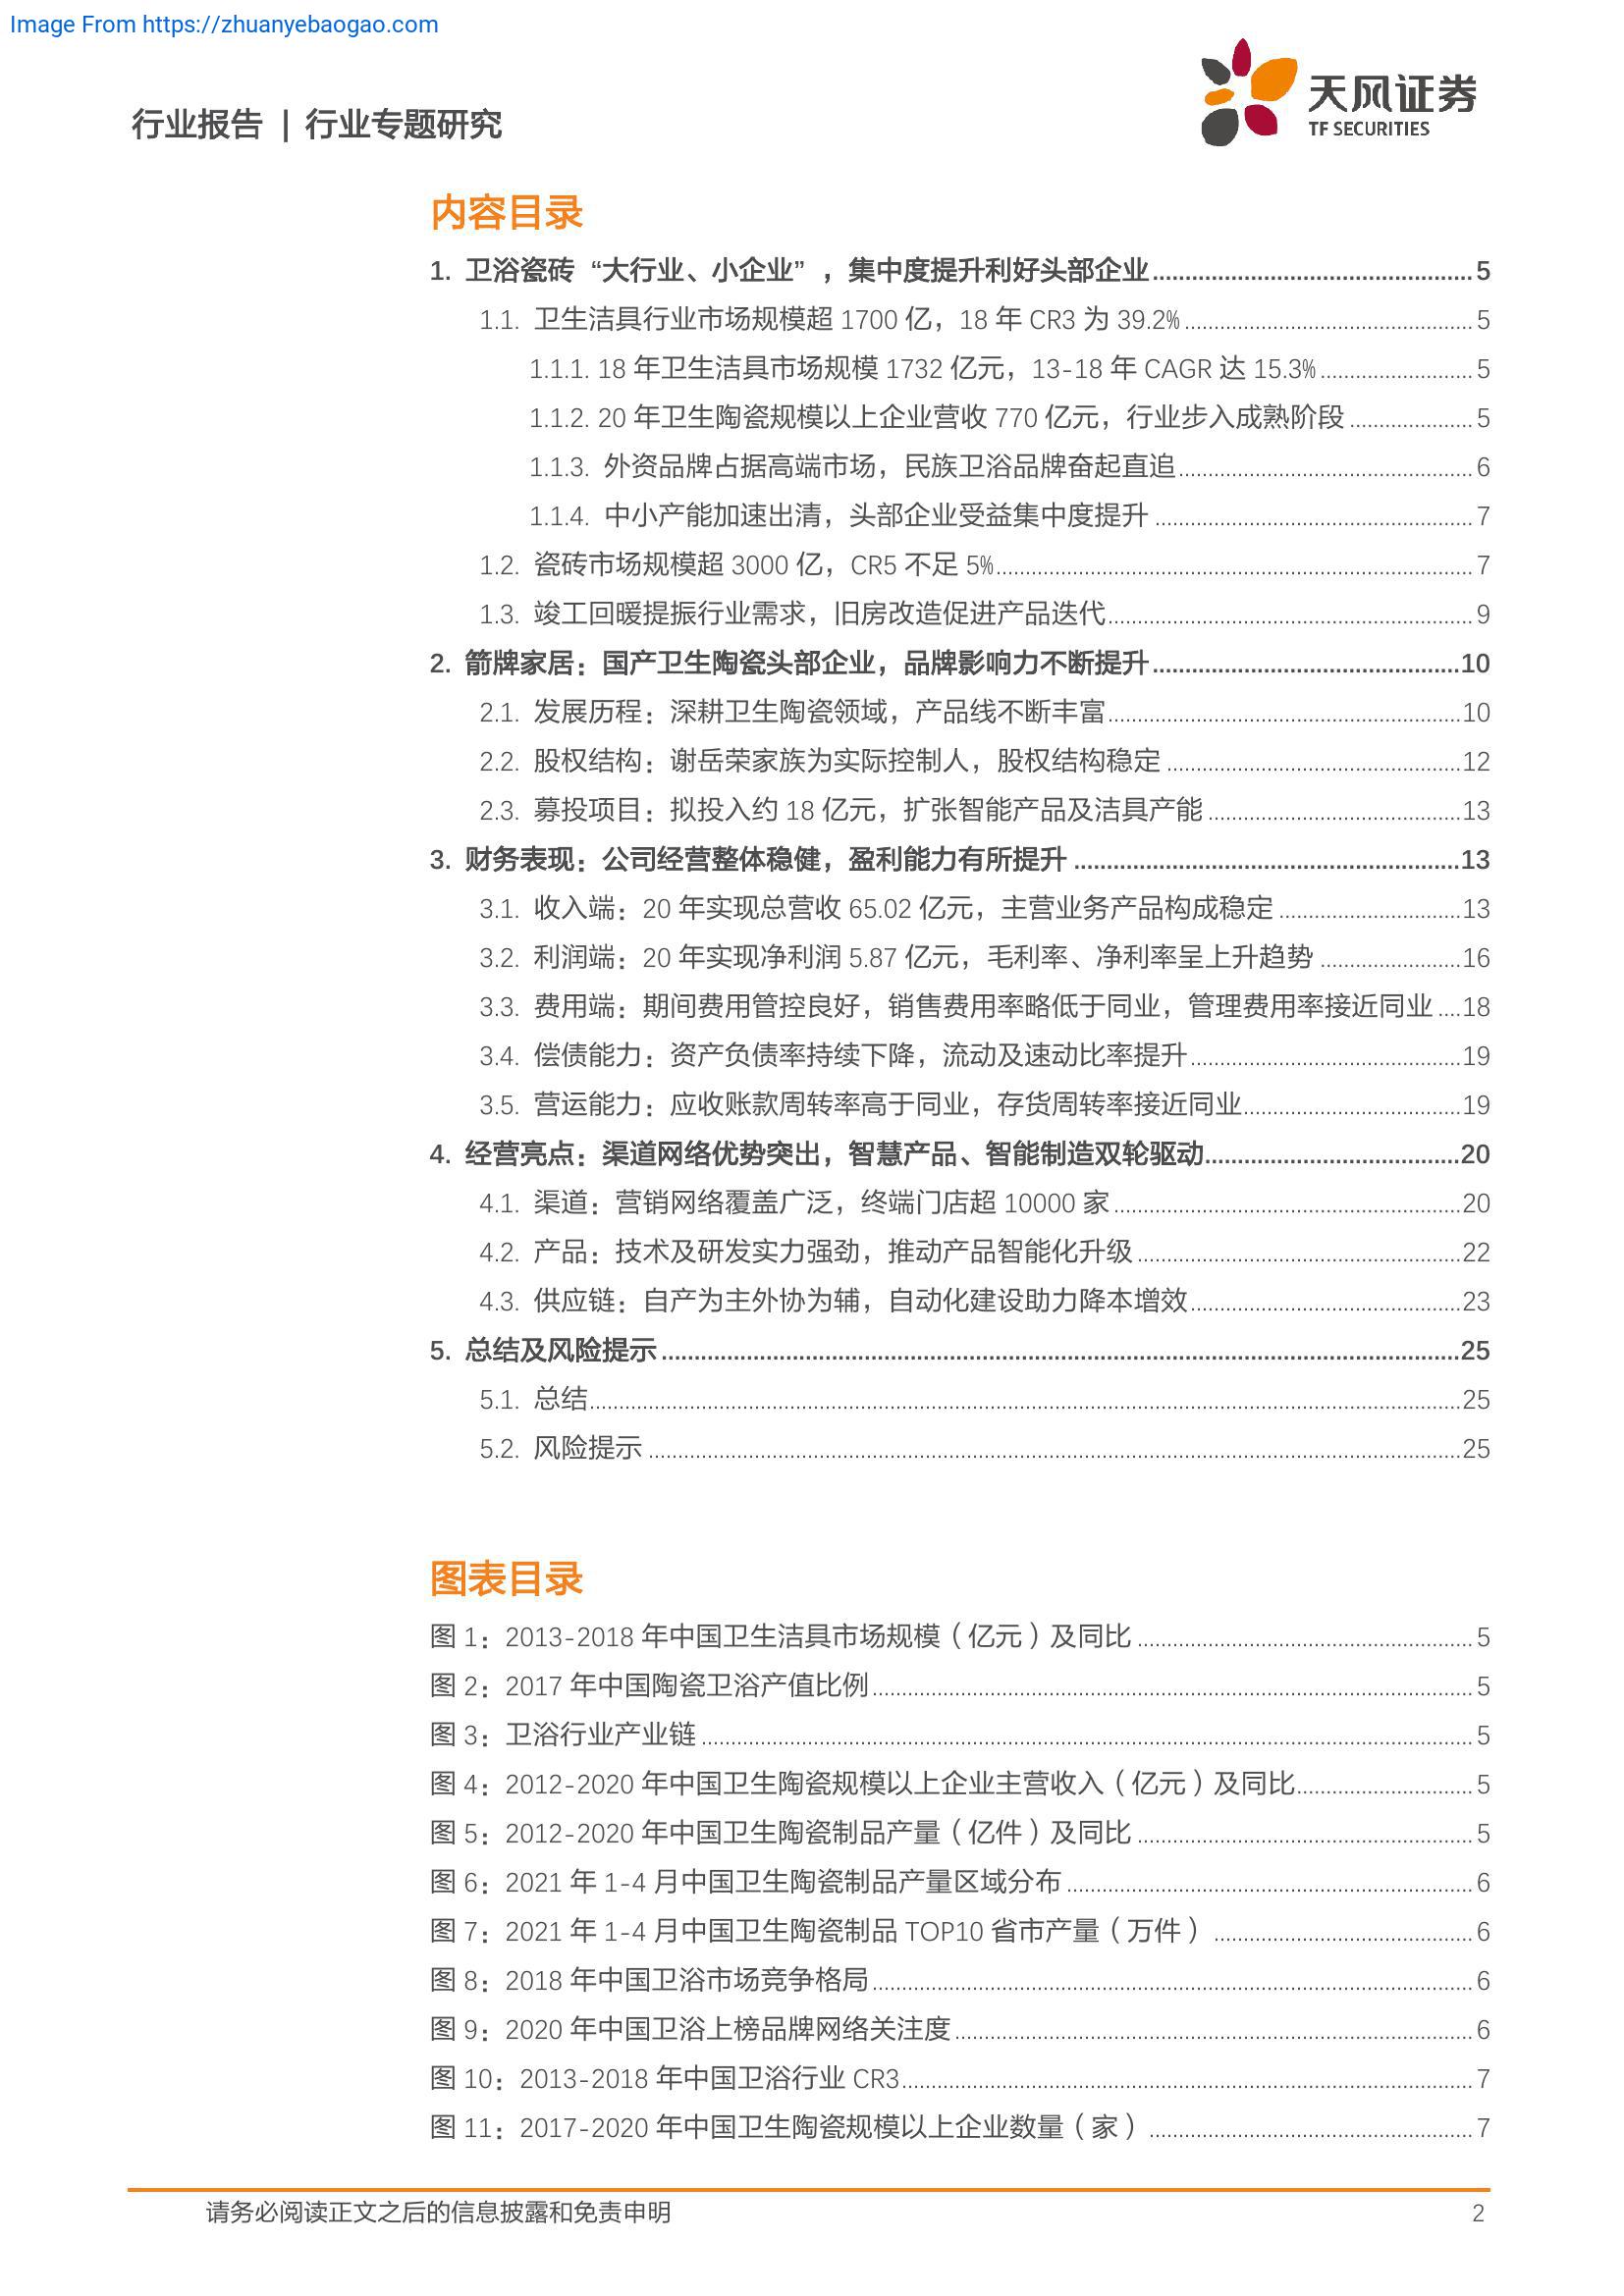 Image From https://zhuanyebaogao.com
行业报告 | 行业专题研究
天风证券
TF SECURITIES
内容目录
1. 卫浴瓷砖“大行业、小企业”，集中度提升利好头部企业 5
1.1. 卫生洁具行业市场规模超 1700 亿，18 年 CR3 为 39.2% 5
1.1.1. 18 年卫生洁具市场规模 1732 亿元，13-18 年 CAGR 达 15.3% 5
1.1.2. 20 年卫生陶瓷规模以上企业营收 770 亿元，行业步入成熟阶段 5
1.1.3. 外资品牌占据高端市场，民族卫浴品牌奋起直追 6
1.1.4. 中小产能加速出清，头部企业受益集中度提升 7
1.2. 瓷砖市场规模超 3000 亿，CR5 不足 5% 7
1.3. 竣工回暖提振行业需求，旧房改造促进产品迭代 9
2. 箭牌家居：国产卫生陶瓷头部企业，品牌影响力不断提升 10
2.1. 发展历程：深耕卫生陶瓷领域，产品线不断丰富 10
2.2. 股权结构：谢岳荣家族为实际控制人，股权结构稳定 12
2.3. 募投项目：拟投入约 18 亿元，扩张智能产品及洁具产能 13
3. 财务表现：公司经营整体稳健，盈利能力有所提升 13
3.1. 收入端：20 年实现总营收 65.02 亿元，主营业务产品构成稳定 13
3.2. 利润端：20 年实现净利润 5.87 亿元，毛利率、净利率呈上升趋势 16
3.3. 费用端：期间费用管控良好，销售费用率略低于同业，管理费用率接近同业 18
3.4. 偿债能力：资产负债率持续下降，流动及速动比率提升 19
3.5. 营运能力：应收账款周转率高于同业，存货周转率接近同业 19
4. 经营亮点：渠道网络优势突出，智慧产品、智能制造双轮驱动 20
4.1. 渠道：营销网络覆盖广泛，终端门店超 10000 家 20
4.2. 产品：技术及研发实力强劲，推动产品智能化升级 22
4.3. 供应链：自产为主外协为辅，自动化建设助力降本增效 23
5. 总结及风险提示 25
5.1. 总结 25
5.2. 风险提示 25
图表目录
图 1：2013-2018 年中国卫生洁具市场规模（亿元）及同比 5
图 2：2017 年中国陶瓷卫浴产值比例 5
图 3：卫浴行业产业链 5
图 4：2012-2020 年中国卫生陶瓷规模以上企业主营收入（亿元）及同比 5
图 5：2012-2020 年中国卫生陶瓷制品产量（亿件）及同比 5
图 6：2021 年 1-4 月中国卫生陶瓷制品产量区域分布 6
图 7：2021 年 1-4 月中国卫生陶瓷制品 TOP10 省市产量（万件） 6
图 8：2018 年中国卫浴市场竞争格局 6
图 9：2020 年中国卫浴上榜品牌网络关注度 6
图 10：2013-2018 年中国卫浴行业 CR3 7
图 11：2017-2020 年中国卫生陶瓷规模以上企业数量（家） 7
请务必阅读正文之后的信息披露和免责申明 2